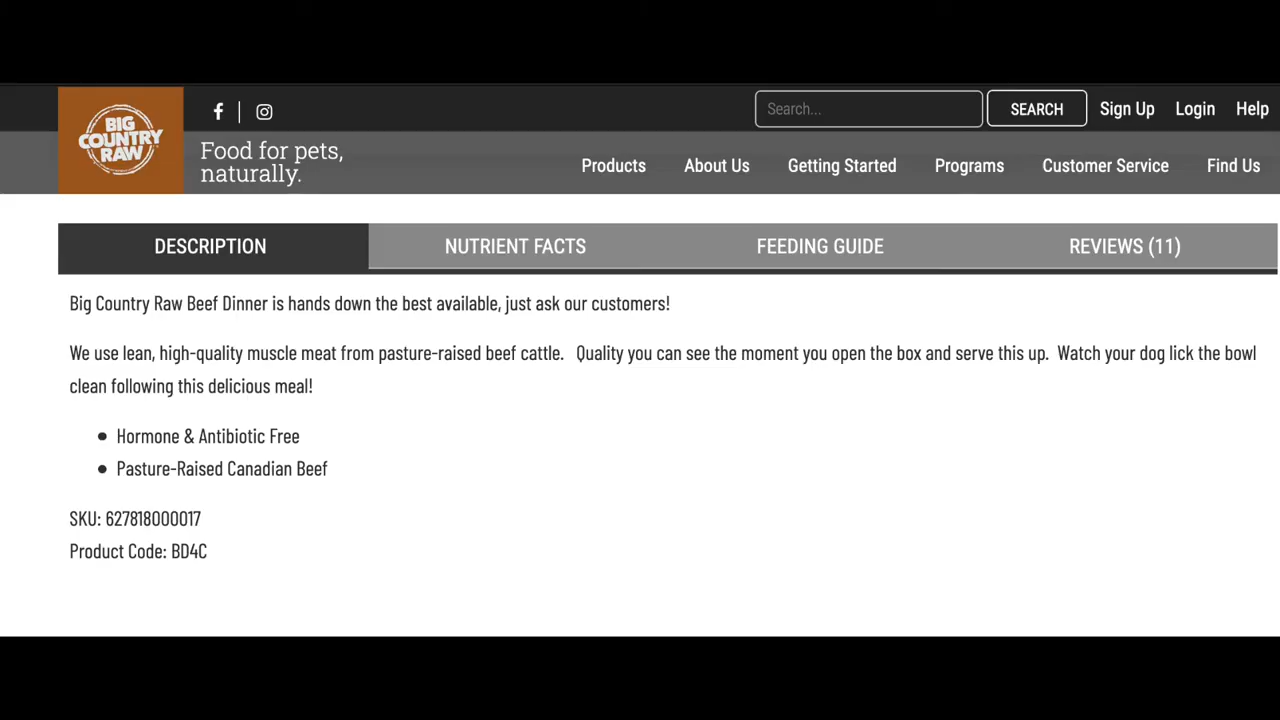 BIG
COUNTRY
RAW
Food for pets,
naturally.
Search...
SEARCH
Sign Up
Login
Help
Products
About Us
Getting Started
Programs
Customer Service
Find Us
DESCRIPTION
NUTRIENT FACTS
FEEDING GUIDE
REVIEWS (11)
Big Country Raw Beef Dinner is hands down the best available, just ask our customers!
We use lean, high-quality muscle meat from pasture-raised beef cattle. Quality you can see the moment you open the box and serve this up. Watch your dog lick the bowl
clean following this delicious meal!
Hormone & Antibiotic Free
Pasture-Raised Canadian Beef
SKU: 627818000017
Product Code: BD4C